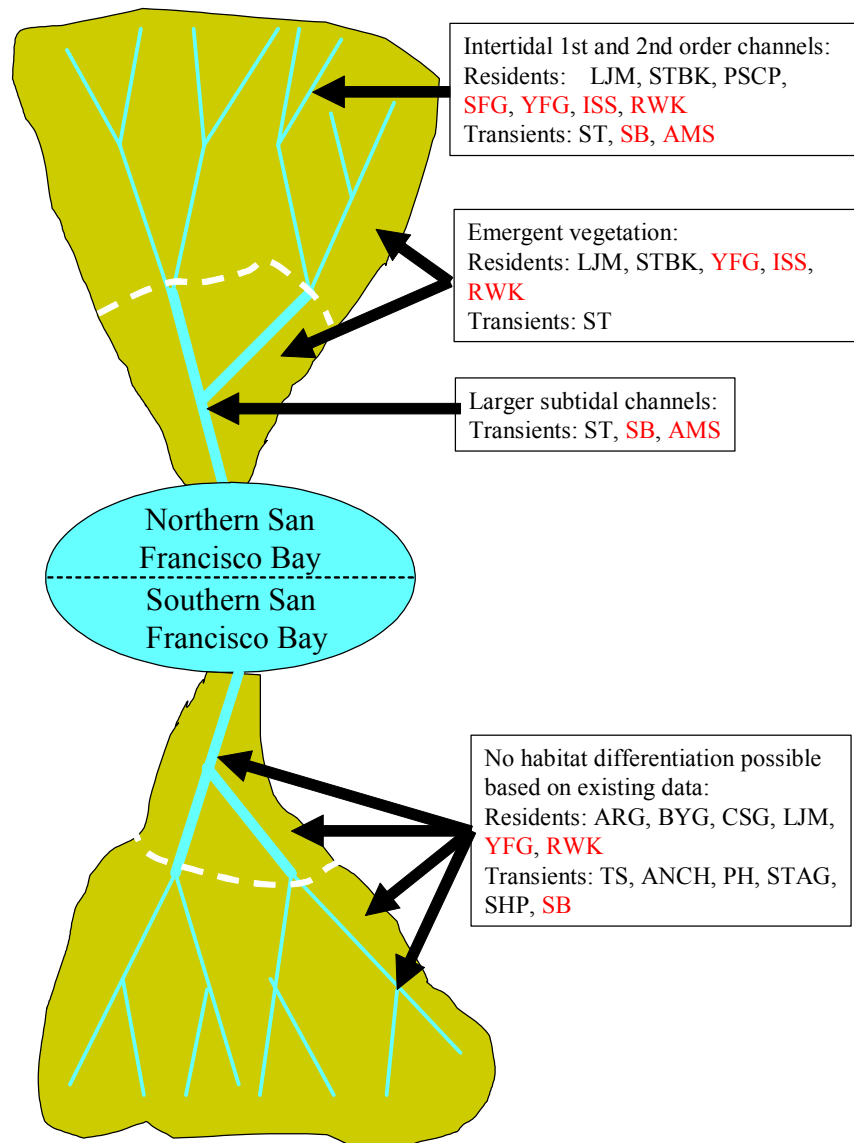 Intertidal 1st and 2nd order channels:
Residents: LJM, STBK, PSCP,
SFG, YFG, ISS, RWK
Transients: ST, SB, AMS
Emergent vegetation:
Residents: LJM, STBK, YFG, ISS,
RWK
Transients: ST
Larger subtidal channels:
Transients: ST, SB, AMS
Northern San
Francisco Bay
Southern San
Francisco Bay
No habitat differentiation possible
based on existing data:
Residents: ARG, BYG, CSG, LJM,
YFG, RWK
Transients: TS, ANCH, PH, STAG,
SHP, SB